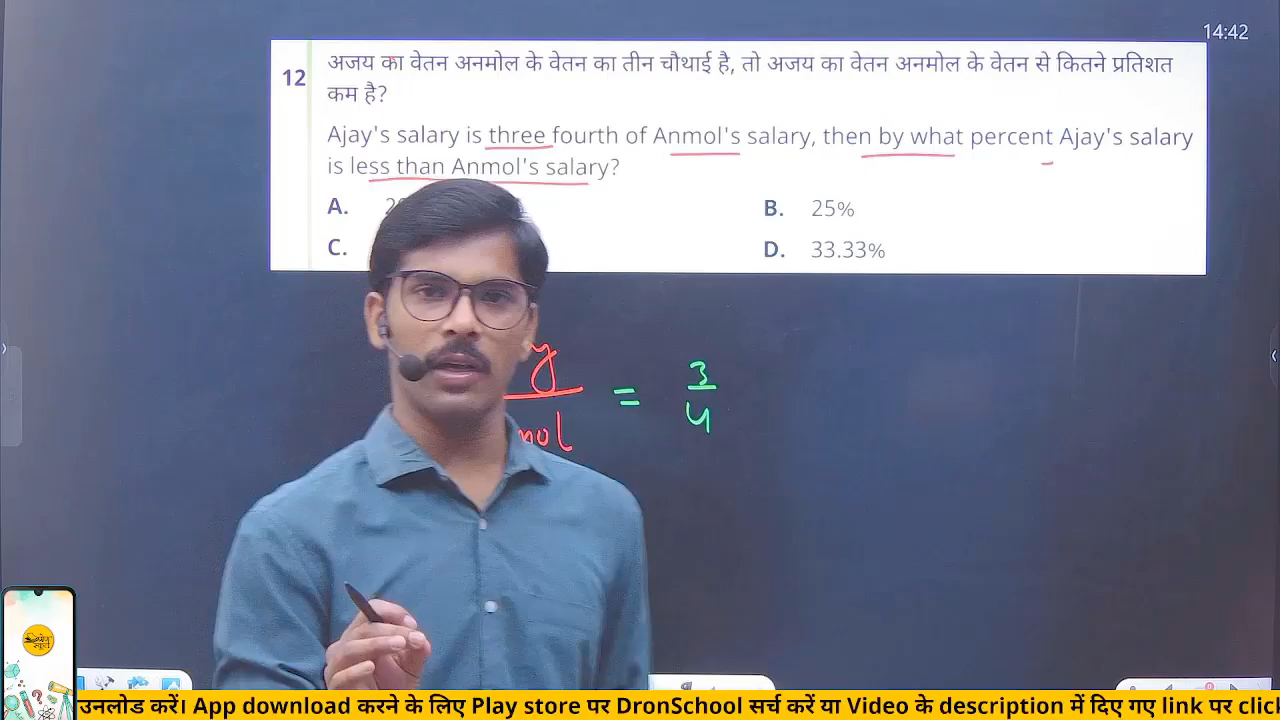 14:42
12
अजय का वेतन अनमोल के वेतन का तीन चौथाई है, तो अजय का वेतन अनमोल के वेतन से कितने प्रतिशत
कम है?
Ajay's salary is three fourth of Anmol's salary, then by what percent Ajay's salary
is less than Anmol's salary?
A.
B. 25%
C.
D. 33.33%
y
mol
= 3/4
उनलोड करें। App download करने के लिए Play store पर DronSchool सर्च करें या Video के description में दिए गए link पर clic